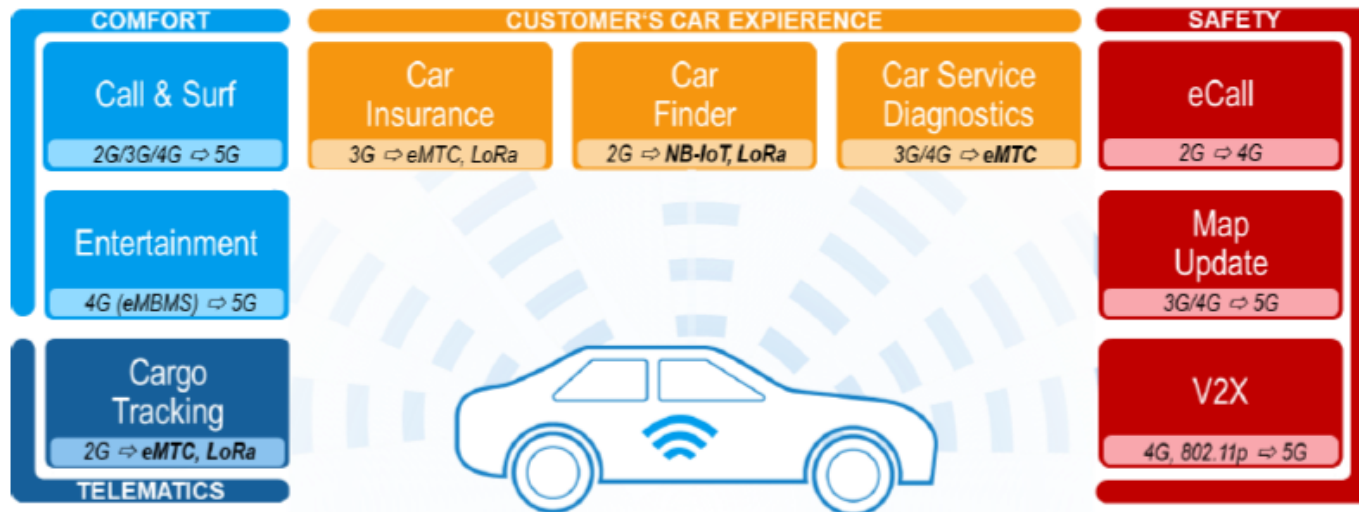 COMFORT
Call & Surf
2G/3G/4G ⇨ 5G
Entertainment
4G (eMBMS) ⇨ 5G
Cargo
Tracking
2G ⇨ eMTC, LoRa
TELEMATICS
CUSTOMER'S CAR EXPIERENCE
Car
Insurance
3G ⇨ eMTC, LoRa
Car
Finder
2G ⇨ NB-IoT, LoRa
Car Service
Diagnostics
3G/4G ⇨ eMTC
SAFETY
eCall
2G ⇨ 4G
Map
Update
3G/4G ⇨ 5G
V2X
4G, 802.11p ⇨ 5G